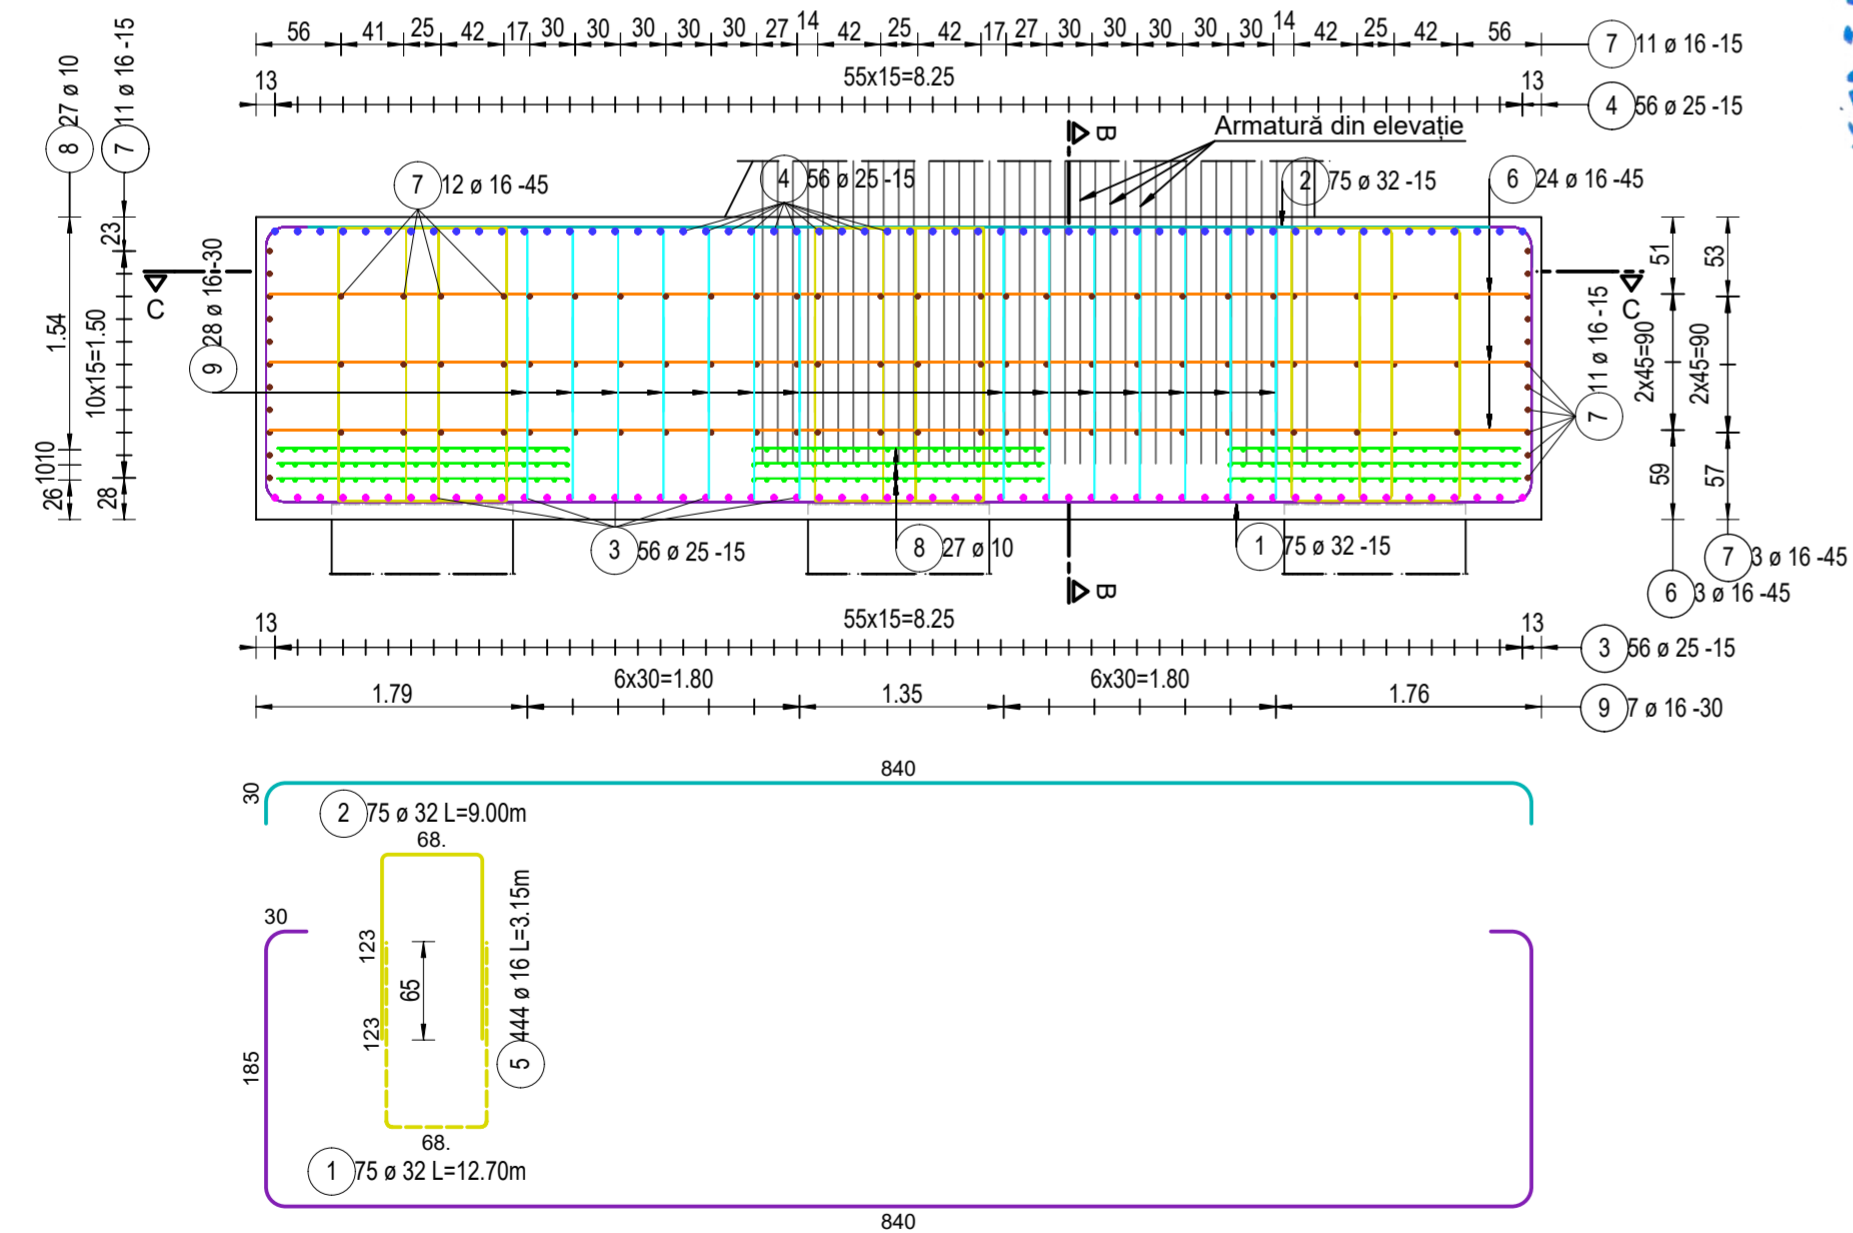 56 41 25 42 17 30 30 30 30 30 27 14 42 25 42 17 27 30 30 30 30 30 14 42 25 42 56
7 11 ø 16 -15
13 55x15=8.25 13
4 56 ø 25 -15
8 27 ø 10
7 11 ø 16 -15
B
Armatură din elevație
7 12 ø 16 -45
4 56 ø 25 -15
2 75 ø 32 -15
6 24 ø 16 -45
23
1.54
10x15=1.50
1010
26
28
C
9 28 ø 16 -30
C
7 11 ø 16 -15
51
53
2x45=90
2x45=90
59
57
3 56 ø 25 -15
8 27 ø 10
1 75 ø 32 -15
7 3 ø 16 -45
6 3 ø 16 -45
B
13 55x15=8.25 13
3 56 ø 25 -15
1.79 6x30=1.80 1.35 6x30=1.80 1.76
9 7 ø 16 -30
840
30
2 75 ø 32 L=9.00m
68.
123
65
123
5 444 ø 16 L=3.15m
68.
30
185
1 75 ø 32 L=12.70m
840